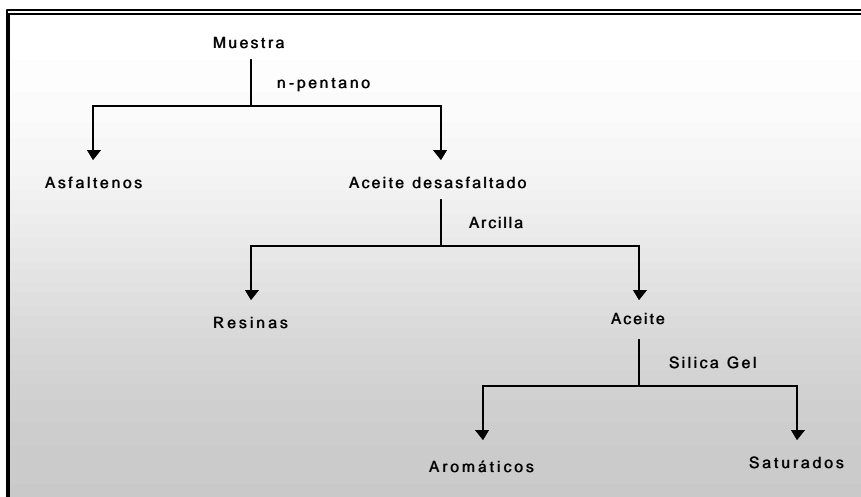 Muestra
n-pentano
Asfaltenos
Aceite desasfaltado
Arcilla
Resinas
Aceite
Silica Gel
Aromáticos
Saturados